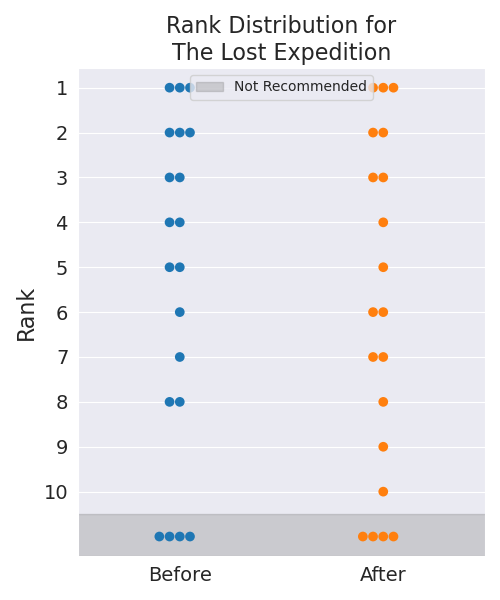 Rank Distribution for
The Lost Expedition
Not Recommended
1
2
3
4
5
6
7
8
9
10
Rank
Before
After